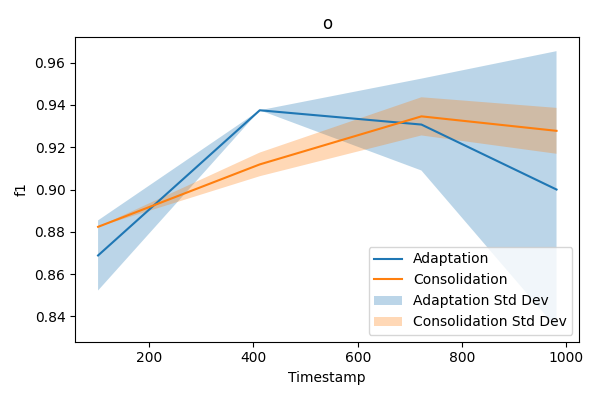 o
f1
0.96
0.94
0.92
0.90
0.88
0.86
0.84
Adaptation
Consolidation
Adaptation Std Dev
Consolidation Std Dev
200
400
600
800
1000
Timestamp